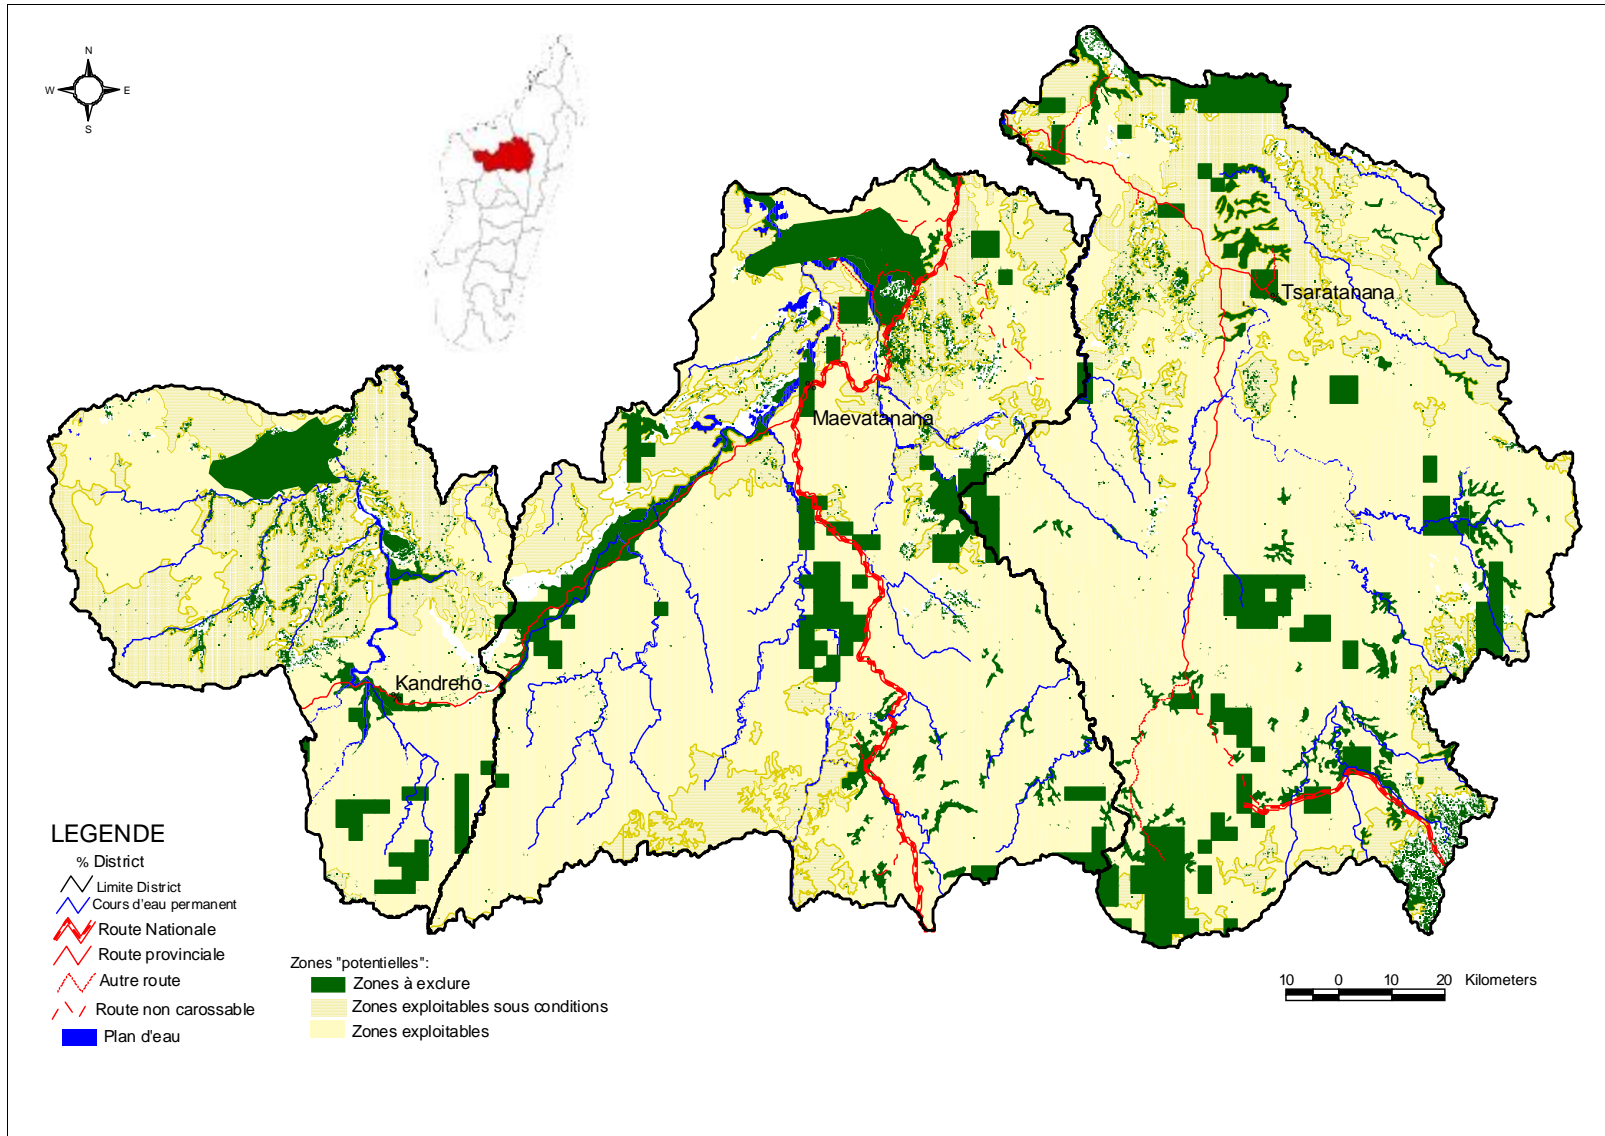 N
W E
S
Tsaratanana
Maevatanana
Kandreho
LEGENDE
% District
Limite District
Cours d'eau permanent
Route Nationale
Route provinciale
Autre route
Route non carossable
Plan d'eau
Zones "potentielles":
Zones à exclure
Zones exploitables sous conditions
Zones exploitables
10 0 10 20 Kilometers